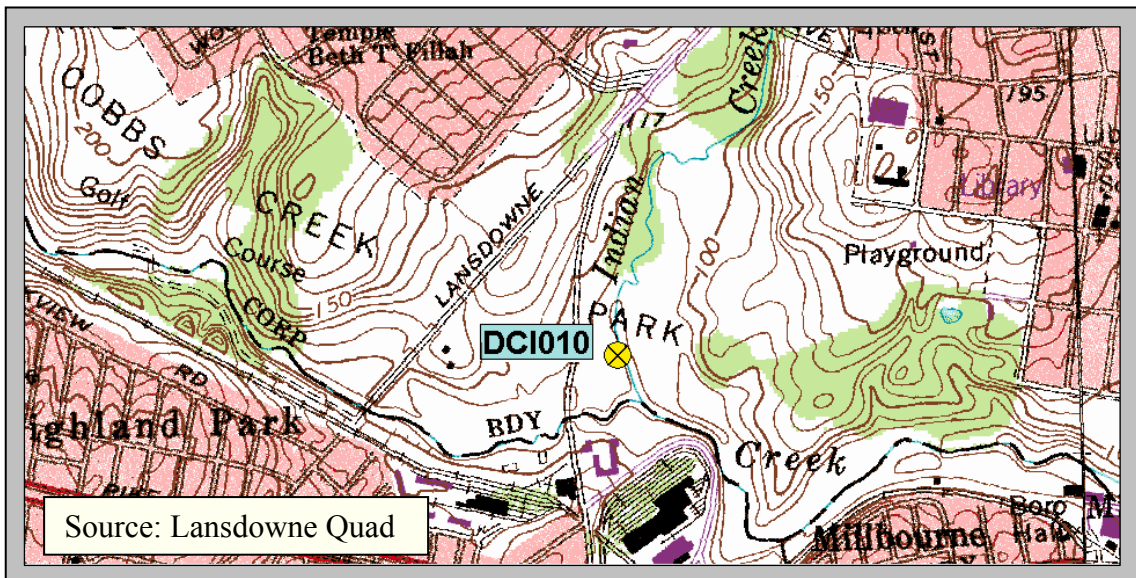 Temple
Beth T' Fillah
COBBS
200
Golf
CREEK
Course
150
CORP
LANSDOWNE
Indian
Creek
117
AVE
150
195
Library
Playground
100
PARK
DCI010
BDY
Creek
VIEW
RD
ighland Park
Millbourne
Boro
Hall
M
Source: Lansdowne Quad